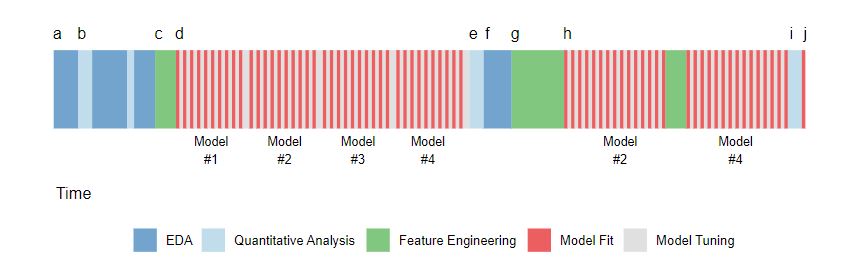 a b c d e f g h i j
Model Model Model Model Model Model
#1 #2 #3 #4 #2 #4
Time
EDA Quantitative Analysis Feature Engineering Model Fit Model Tuning